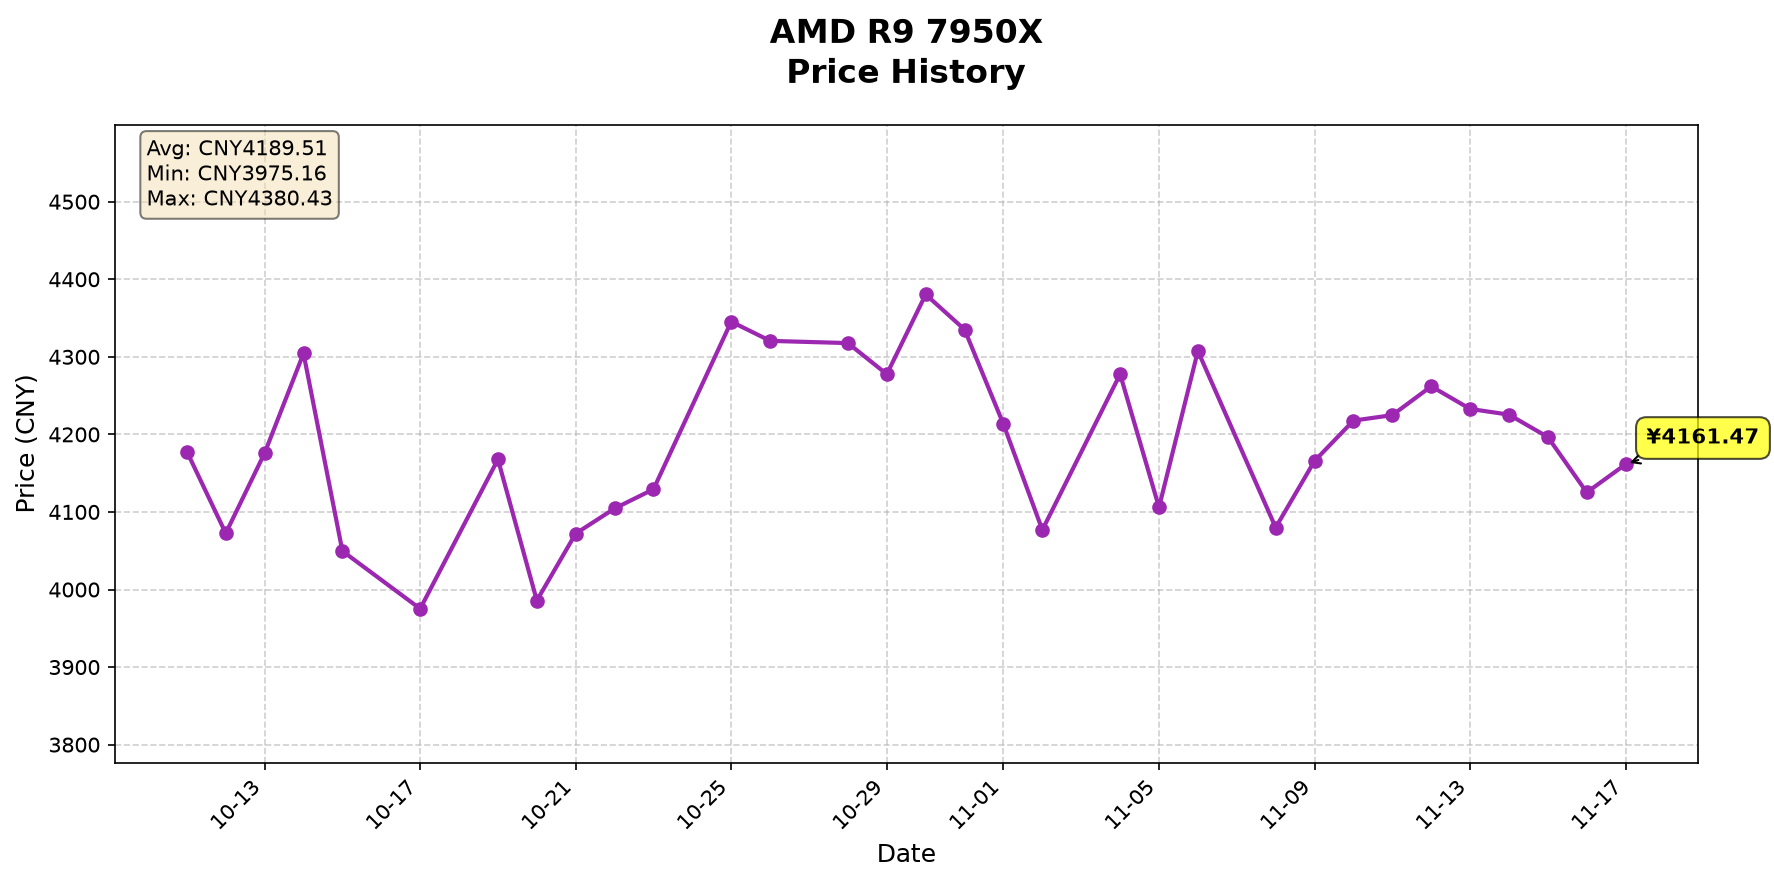 AMD R9 7950X
Price History
Avg: CNY4189.51
Min: CNY3975.16
Max: CNY4380.43
4500
4400
4300
4200
4100
4000
3900
3800
Price (CNY)
¥4161.47
10-13
10-17
10-21
10-25
10-29
11-01
11-05
11-09
11-13
11-17
Date